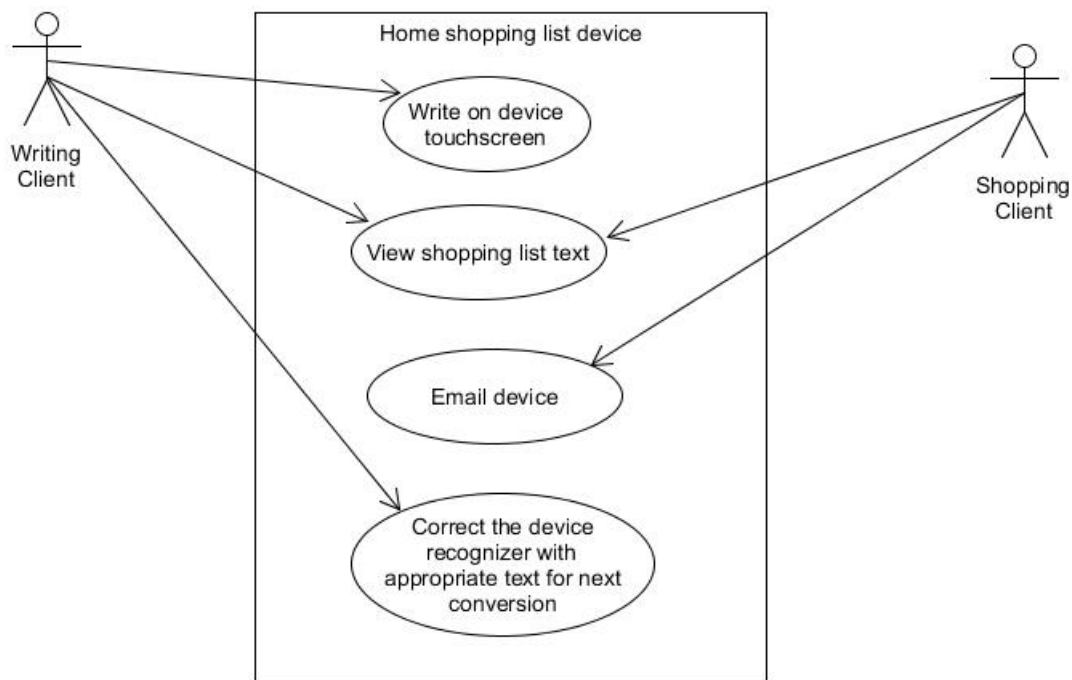 Home shopping list device
Write on device
touchscreen
Writing
Client
Shopping
Client
View shopping list text
Email device
Correct the device
recognizer with
appropriate text for next
conversion